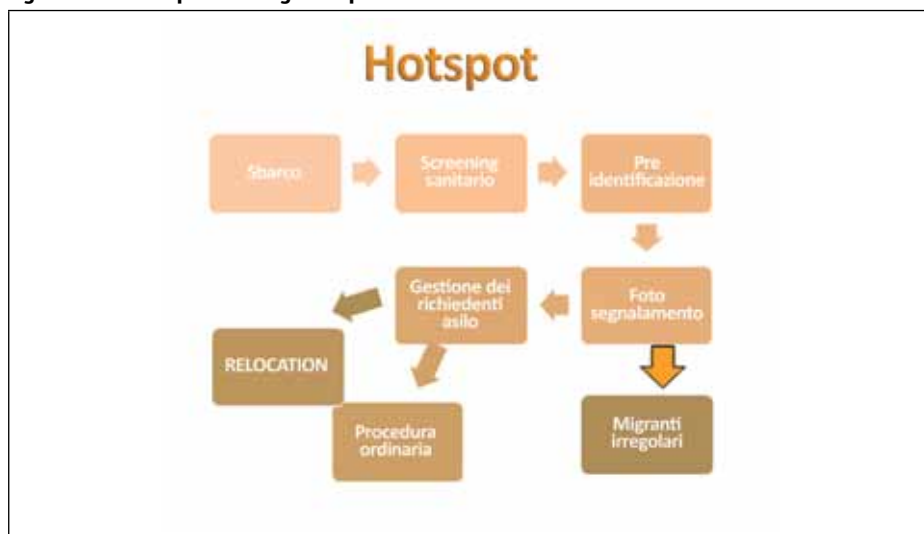 Hotspot
Sbarco
Screening
sanitario
Pre
identificazione
Gestione dei
richiedenti
asilo
Foto
segnalamento
RELOCATION
Procedura
ordinaria
Migranti
irregolari